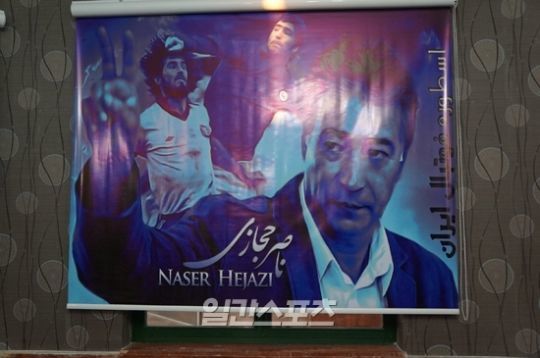 اسطوره فوتبال ایران
ناصر حجازی
NASER HEJAZI
일간스포츠